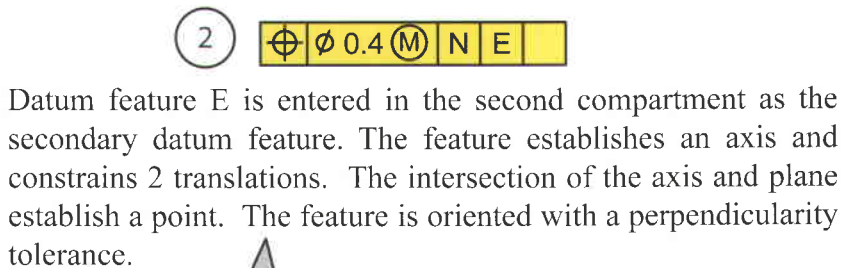 2 ⌖ Ø 0.4 Ⓜ N E
Datum feature E is entered in the second compartment as the
secondary datum feature. The feature establishes an axis and
constrains 2 translations.  The intersection of the axis and plane
establish a point.  The feature is oriented with a perpendicularity
tolerance.